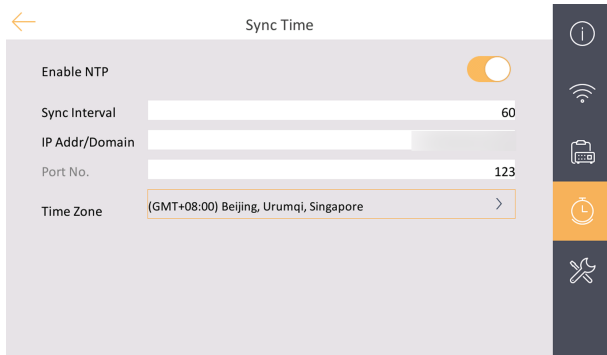 Sync Time
Enable NTP
Sync Interval 60
IP Addr/Domain
Port No. 123
Time Zone (GMT+08:00) Beijing, Urumqi, Singapore